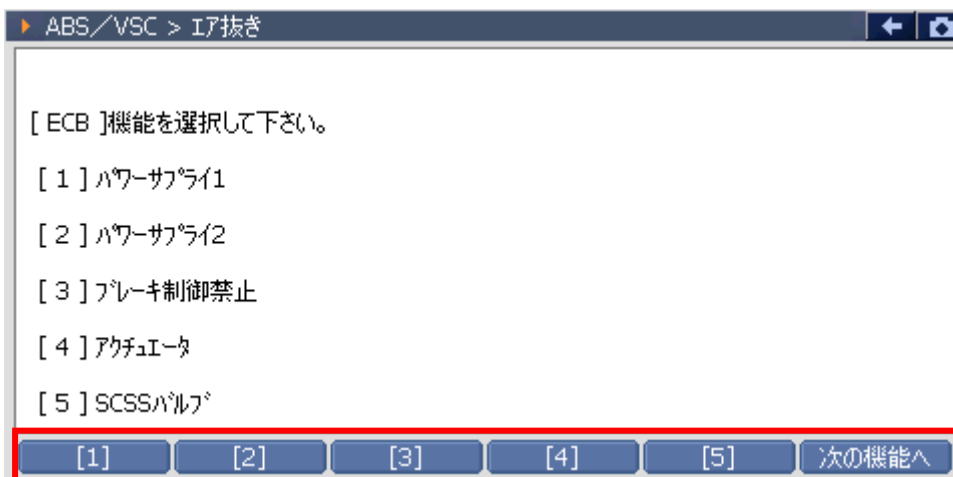 ABS／VSC > ｴｱ抜き
[ ECB ]機能を選択して下さい。
[ 1 ] ﾊﾟﾜｰｻﾌﾟﾗｲ1
[ 2 ] ﾊﾟﾜｰｻﾌﾟﾗｲ2
[ 3 ] ﾌﾞﾚｰｷ制御禁止
[ 4 ] ｱｸﾁｭｴｰﾀ
[ 5 ] SCSSﾊﾞﾙﾌﾞ
[1] [2] [3] [4] [5] 次の機能へ